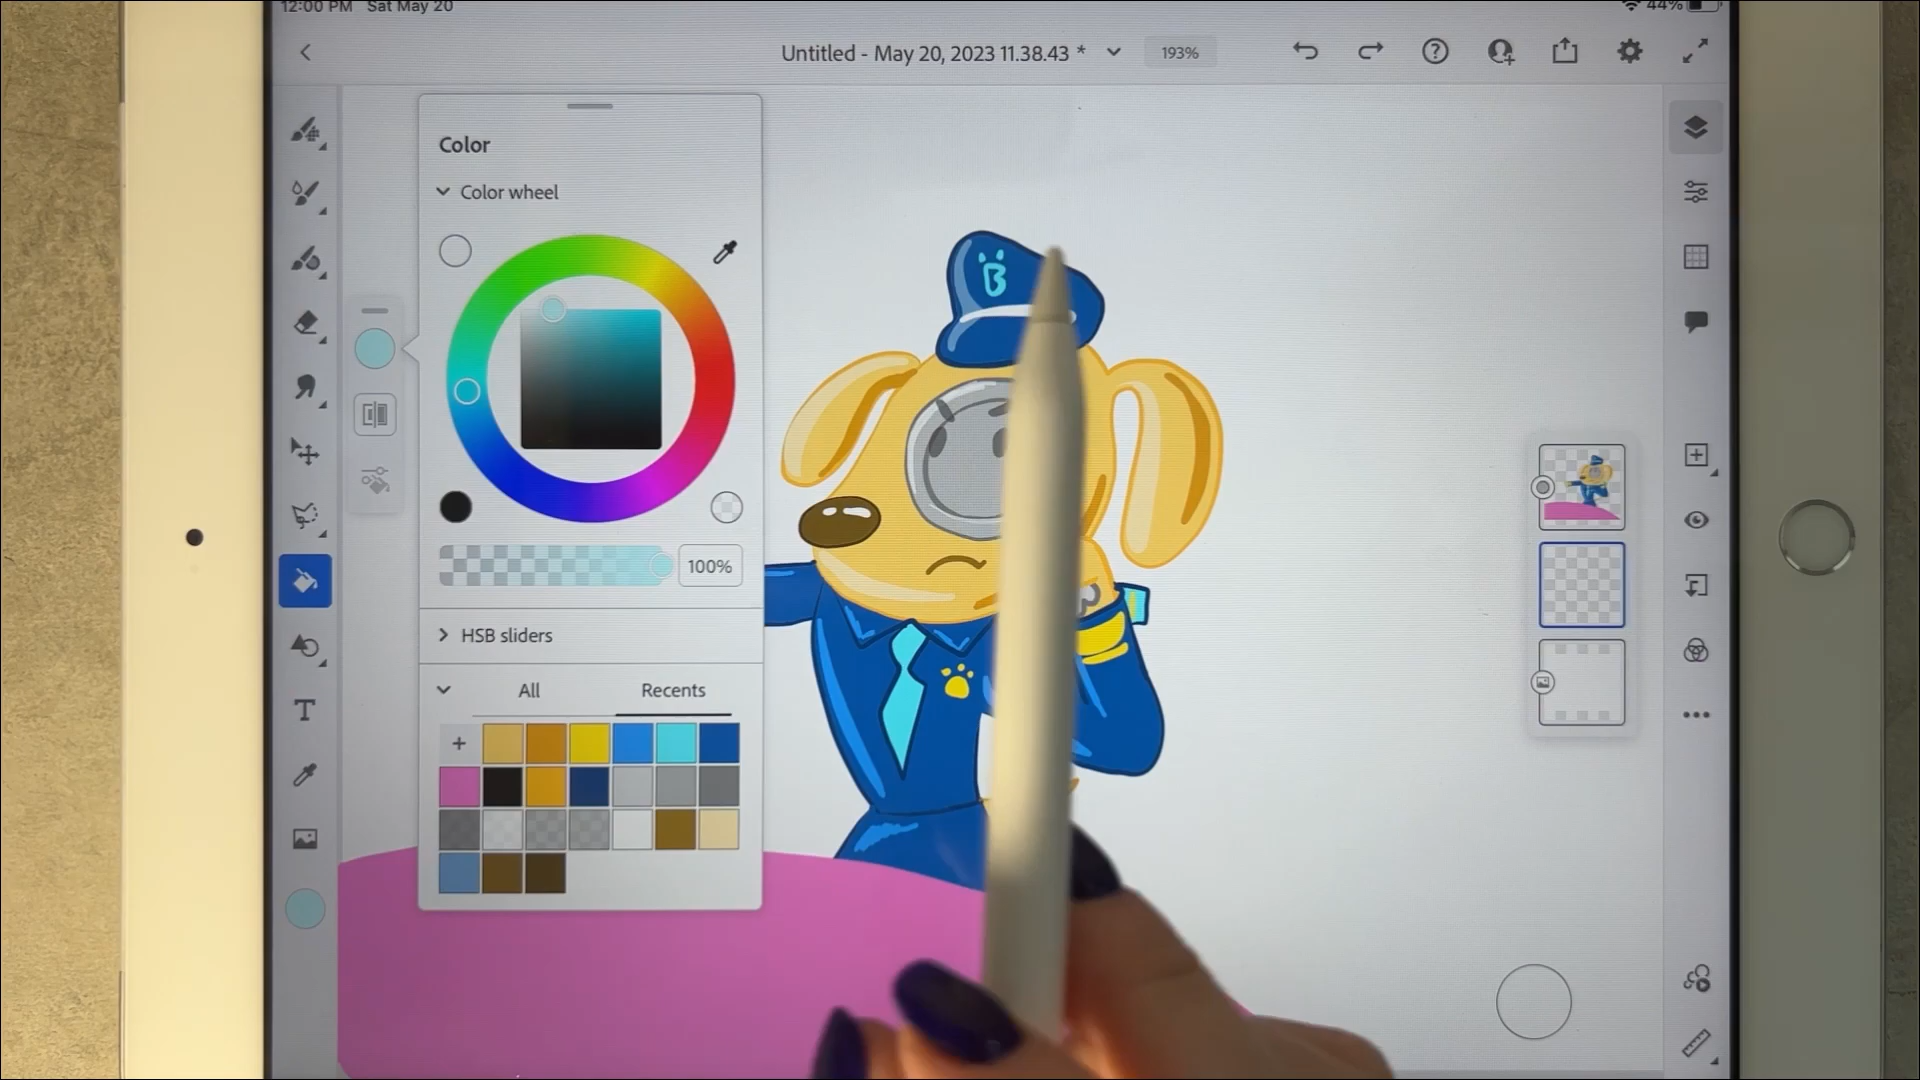 12:00 PM Sat May 20
44%
Untitled - May 20, 2023 11.38.43 *
193%
Color
Color wheel
B
100%
HSB sliders
All
Recents
+
T